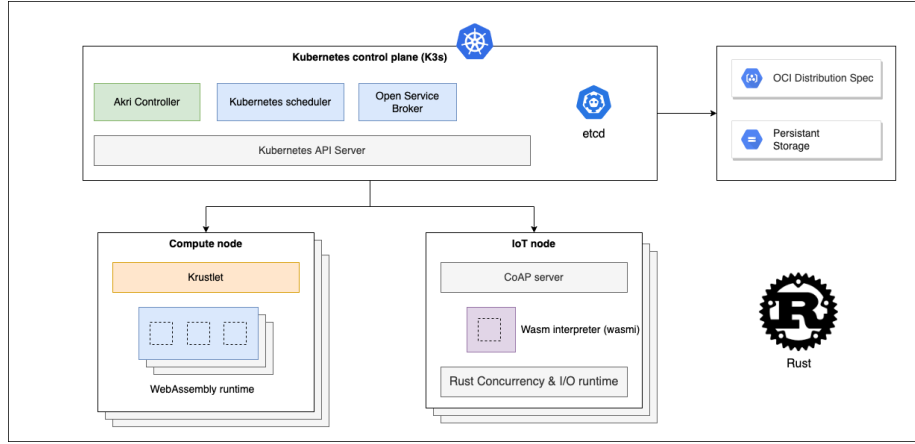 Kubernetes control plane (K3s)
Akri Controller
Kubernetes scheduler
Open Service
Broker
etcd
Kubernetes API Server
OCI Distribution Spec
Persistant
Storage
Compute node
Krustlet
WebAssembly runtime
IoT node
CoAP server
Wasm interpreter (wasmi)
Rust Concurrency & I/O runtime
R
Rust